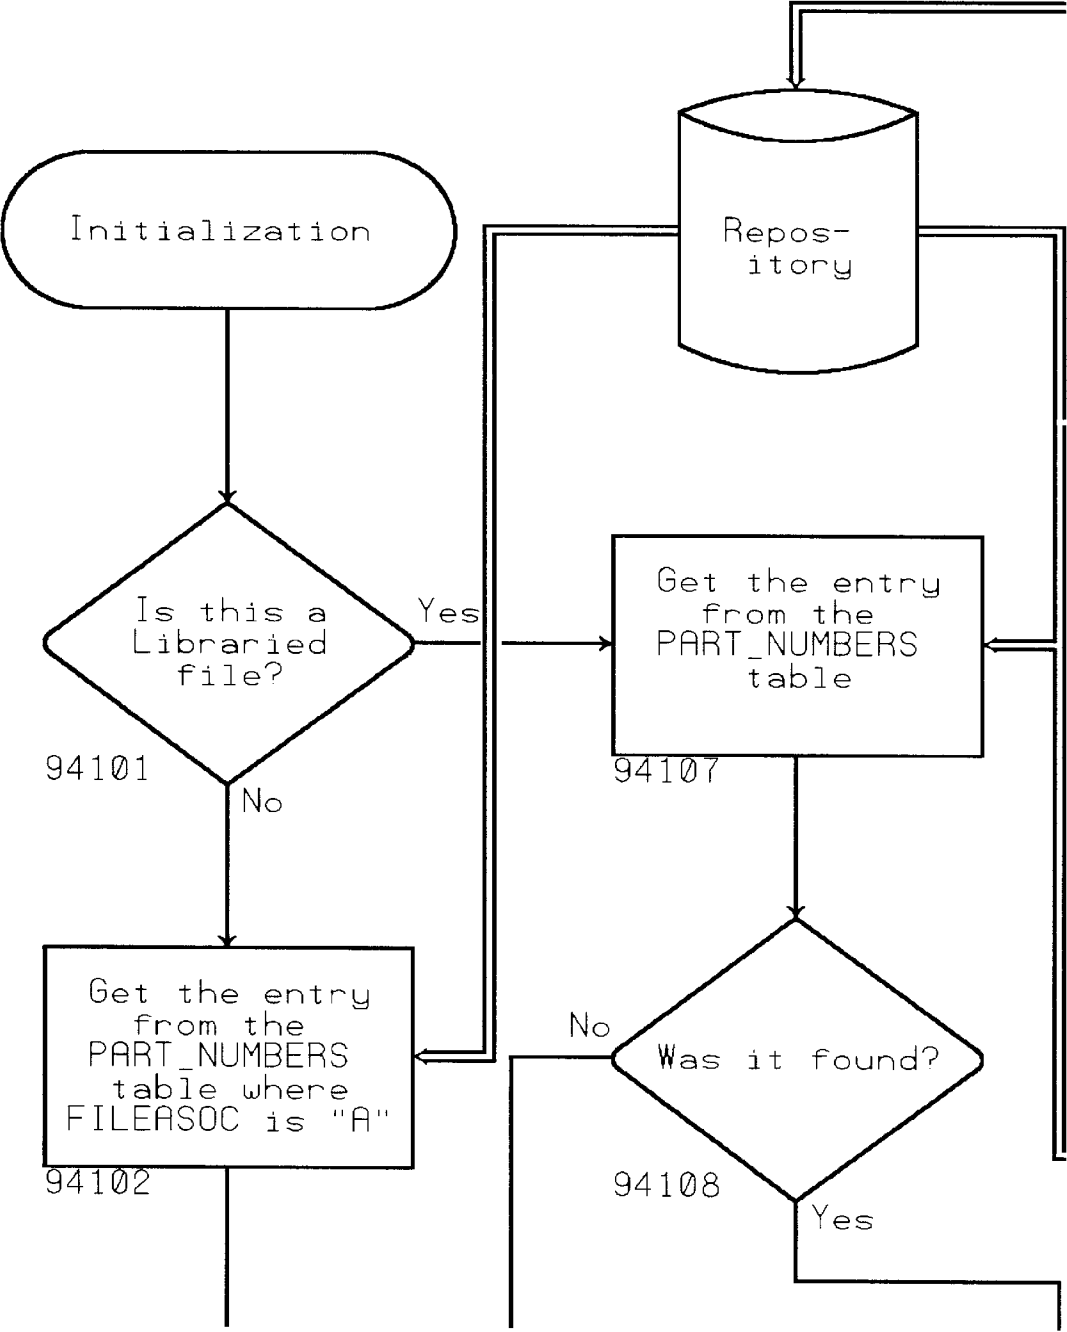 Initialization
Repos-
itory
Is this a
Libraried
file?
Yes
94101
No
Get the entry
from the
PART_NUMBERS
table
94107
Get the entry
from the
PART_NUMBERS
table where
FILEASOC is "A"
94102
No
Was it found?
94108
Yes